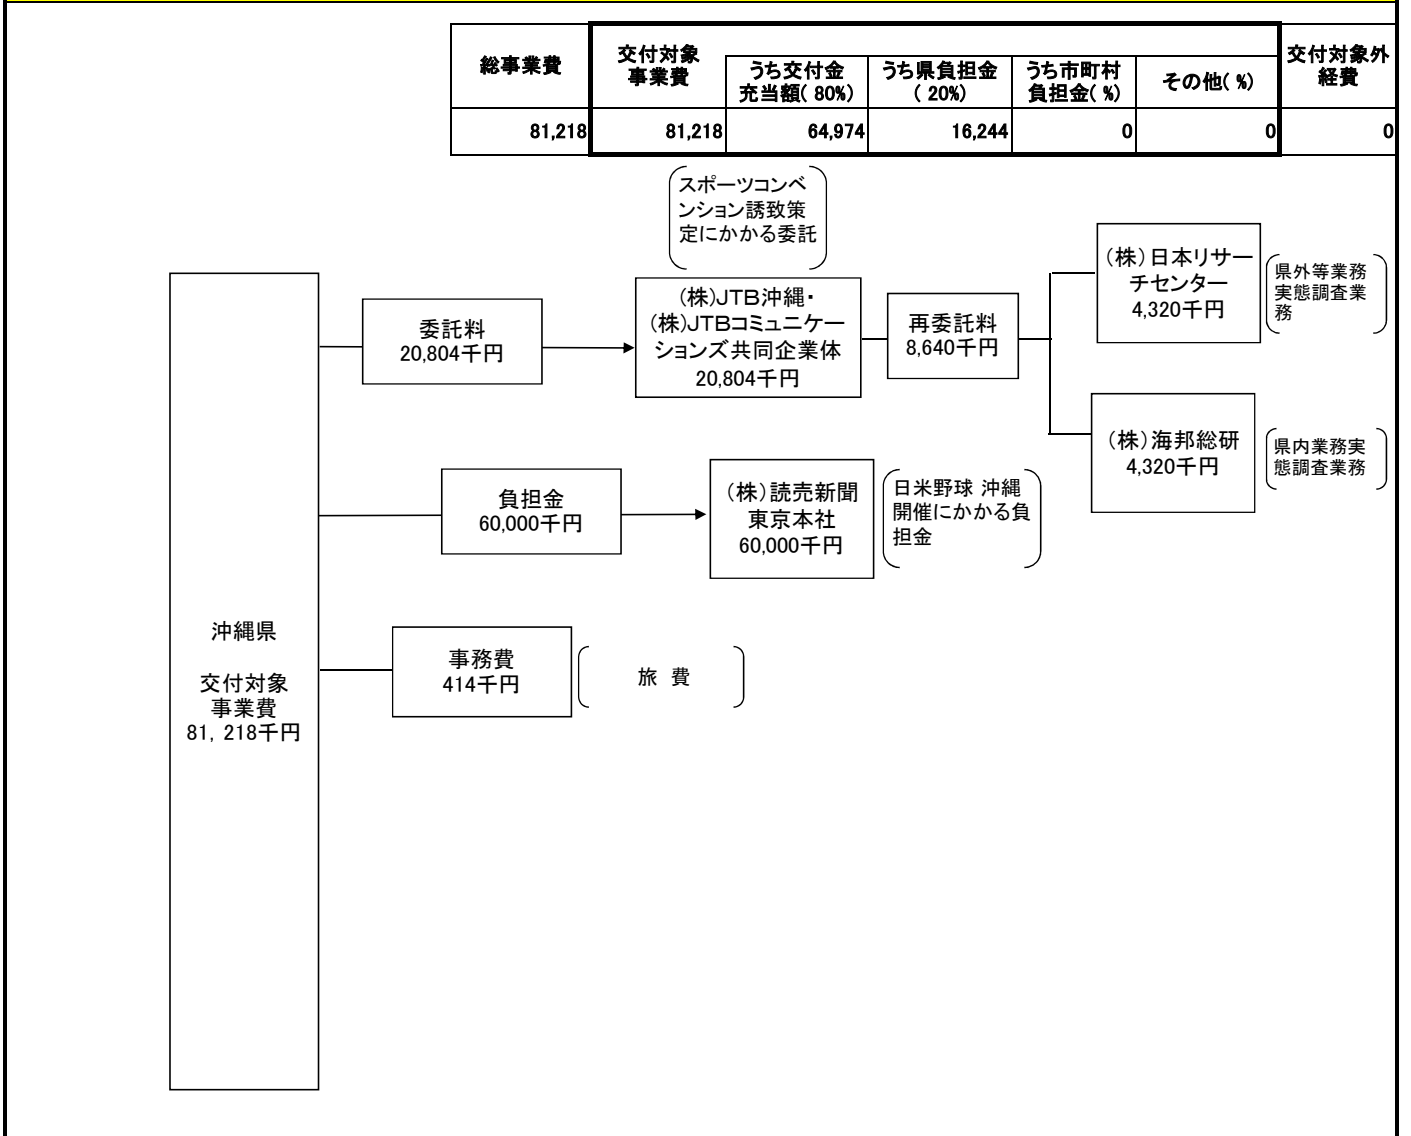 総事業費
交付対象
事業費
うち交付金
充当額( 80%)
うち県負担金
( 20%)
うち市町村
負担金( %)
その他( %)
交付対象外
経費
81,218
81,218
64,974
16,244
0
0
0
スポーツコンベ
ンション誘致策
定にかかる委託
委託料
20,804千円
(株)JTB沖縄・
(株)JTBコミュニケー
ションズ共同企業体
20,804千円
再委託料
8,640千円
(株)日本リサー
チセンター
4,320千円
県外等業務
実態調査業
務
(株)海邦総研
4,320千円
県内業務実
態調査業務
負担金
60,000千円
(株)読売新聞
東京本社
60,000千円
日米野球 沖縄
開催にかかる負
担金
沖縄県
交付対象
事業費
81, 218千円
事務費
414千円
旅 費